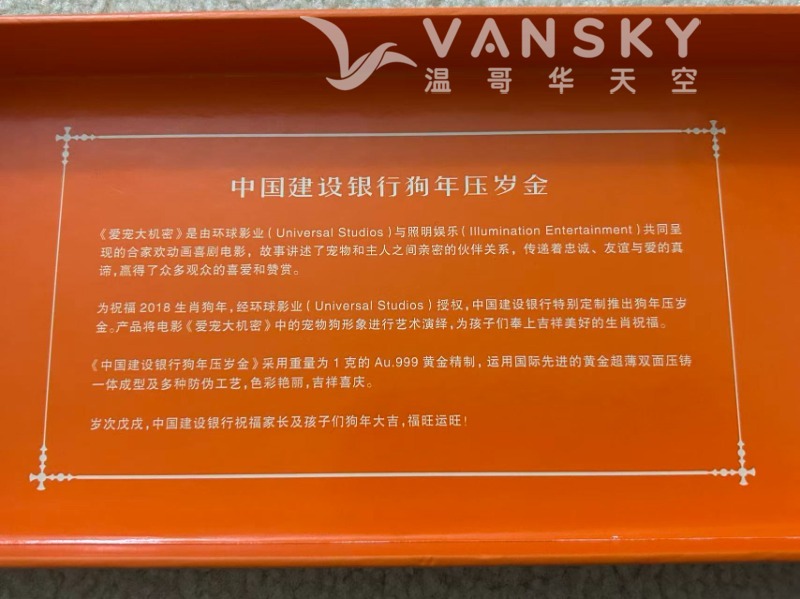 VANSKY
温哥华天空
中国建设银行狗年压岁金
《爱宠大机密》是由环球影业(Universal Studios)与照明娱乐(Illumination Entertainment)共同呈
现的合家欢动画喜剧电影，故事讲述了宠物和主人之间亲密的伙伴关系，传递着忠诚、友谊与爱的真
谛，赢得了众多观众的喜爱和赞赏。
为祝福2018生肖狗年，经环球影业(Universal Studios)授权，中国建设银行特别定制推出狗年压岁
金。产品将电影《爱宠大机密》中的宠物狗形象进行艺术演绎，为孩子们奉上吉祥美好的生肖祝福。
《中国建设银行狗年压岁金》采用重量为1克的Au.999黄金精制，运用国际先进的黄金超薄双面压铸
一体成型及多种防伪工艺，色彩艳丽，吉祥喜庆。
岁次戊戌，中国建设银行祝福家长及孩子们狗年大吉，福旺运旺！